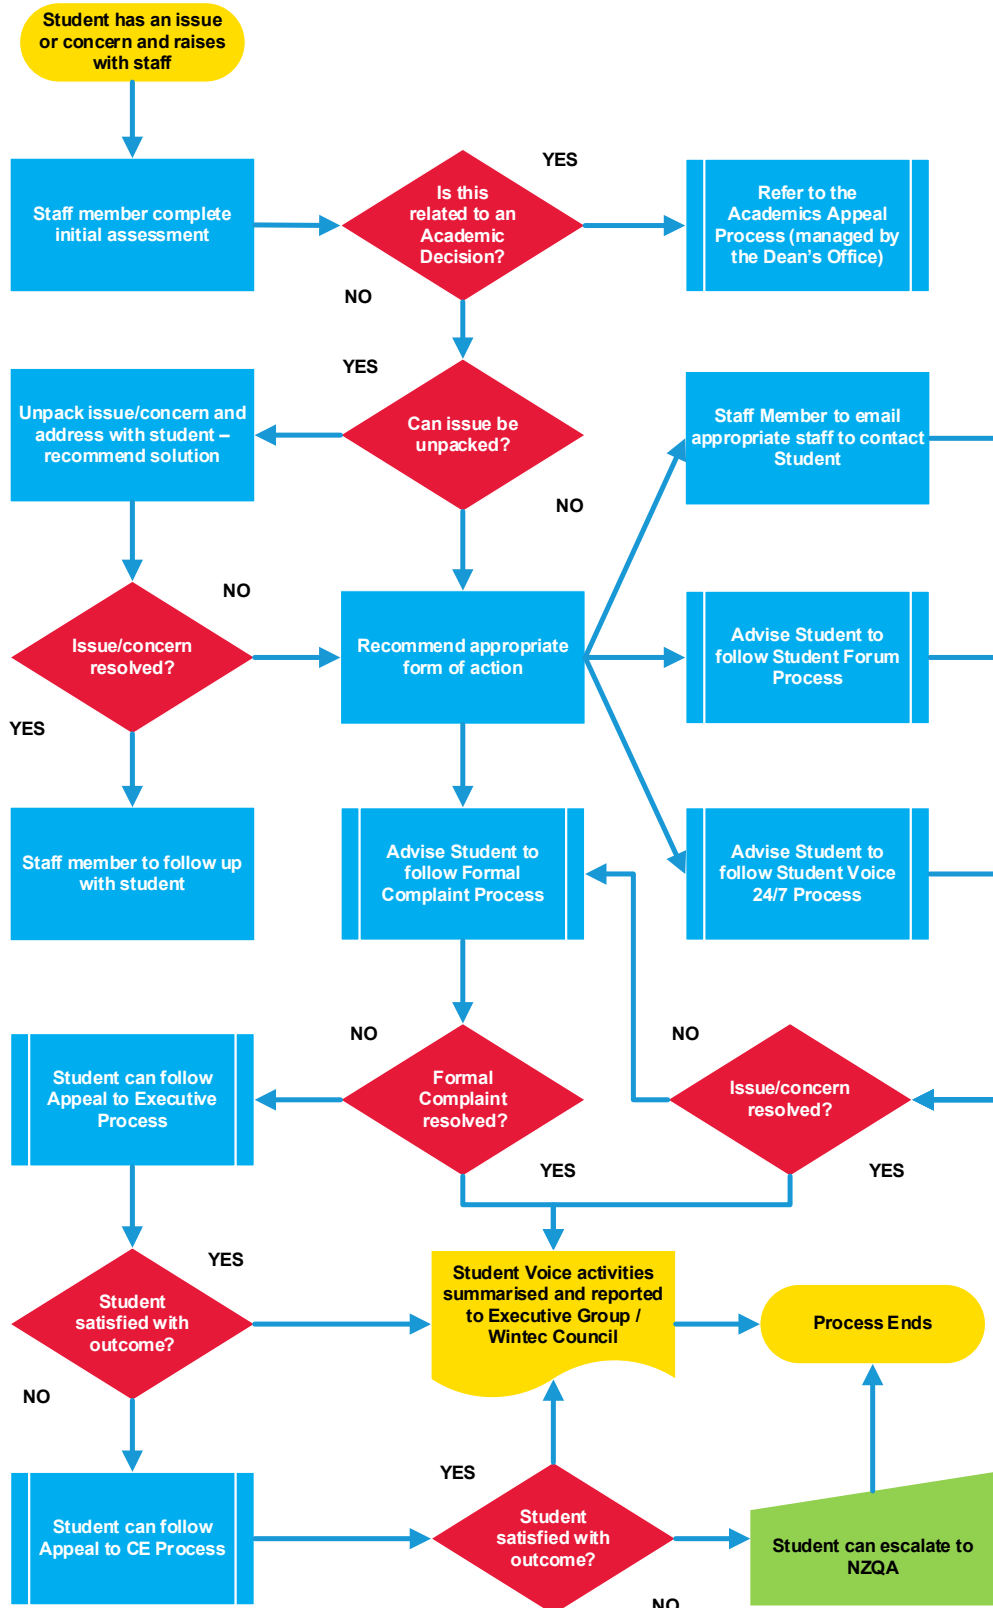 Student has an issue
or concern and raises
with staff
Staff member complete
initial assessment
Is this
related to an
Academic
Decision?
YES
Refer to the
Academics Appeal
Process (managed by
the Dean's Office)
NO
YES
Unpack issue/concern and
address with student –
recommend solution
Can issue be
unpacked?
Staff Member to email
appropriate staff to contact
Student
NO
NO
Issue/concern
resolved?
Recommend appropriate
form of action
Advise Student to
follow Student Forum
Process
YES
Staff member to follow up
with student
Advise Student to
follow Formal
Complaint Process
Advise Student to
follow Student Voice
24/7 Process
NO
NO
Student can follow
Appeal to Executive
Process
Formal
Complaint
resolved?
Issue/concern
resolved?
YES
YES
YES
Student
satisfied with
outcome?
Student Voice activities
summarised and reported
to Executive Group /
Wintec Council
Process Ends
NO
YES
Student can follow
Appeal to CE Process
Student
satisfied with
outcome?
Student can escalate to
NZQA
NO